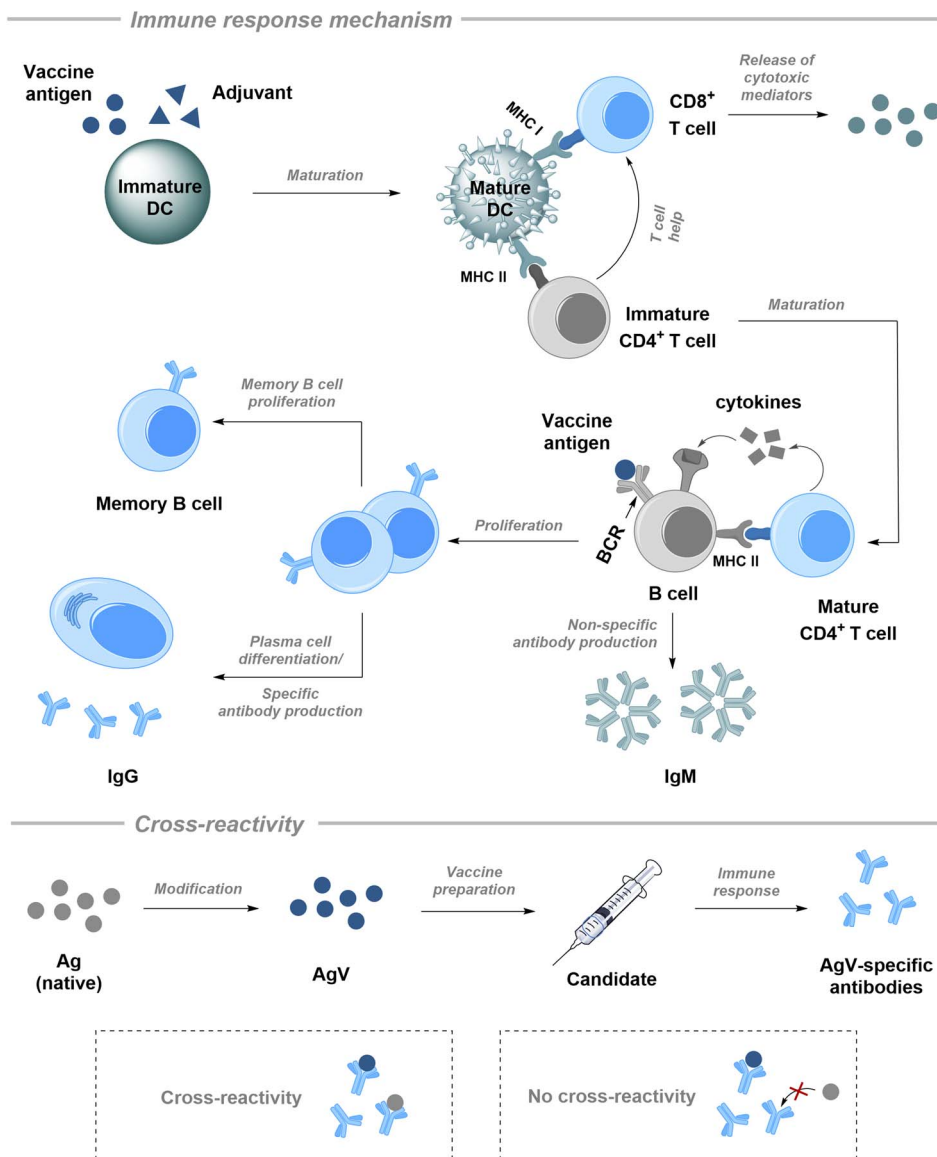 Immune response mechanism
Vaccine
antigen
Adjuvant
Immature
DC
Maturation
Mature
DC
MHC I
MHC II
CD8⁺
T cell
Release of
cytotoxic
mediators
T cell
help
Immature
CD4⁺ T cell
Maturation
Memory B cell
proliferation
Memory B cell
Vaccine
antigen
cytokines
BCR
MHC II
B cell
Mature
CD4⁺ T cell
Proliferation
Non-specific
antibody production
Plasma cell
differentiation/
Specific
antibody production
IgG
IgM
Cross-reactivity
Ag
(native)
Modification
AgV
Vaccine
preparation
Candidate
Immune
response
AgV-specific
antibodies
Cross-reactivity
No cross-reactivity